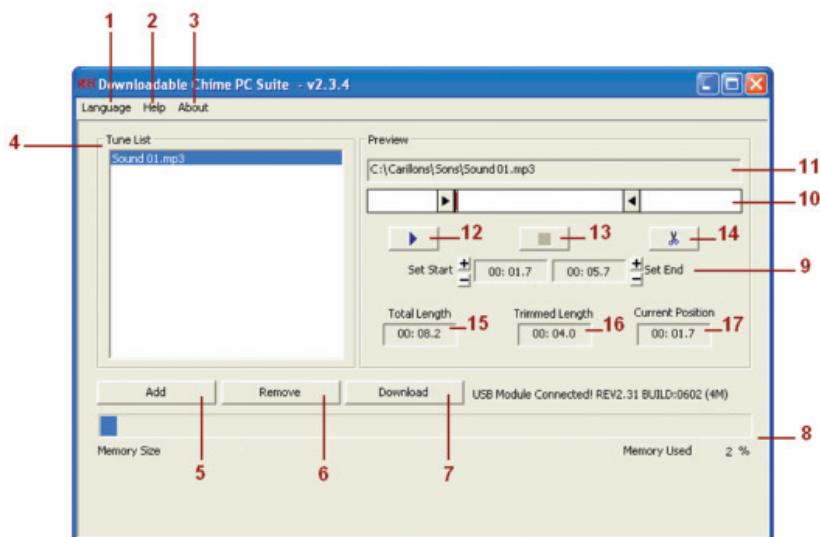 1 2 3
Downloadable Chime PC Suite - v2.3.4
Language Help About
4 Tune List Preview
Sound 01.mp3
C:\Carillons\Sons\Sound 01.mp3 11
10
12 13 14
Set Start + - 00: 01.7 00: 05.7 + - Set End 9
Total Length Trimmed Length Current Position
00: 08.2 15 00: 04.0 16 00: 01.7 17
Add Remove Download USB Module Connected! REV2.31 BUILD:0602 (4M)
8
Memory Size Memory Used 2 %
5 6 7